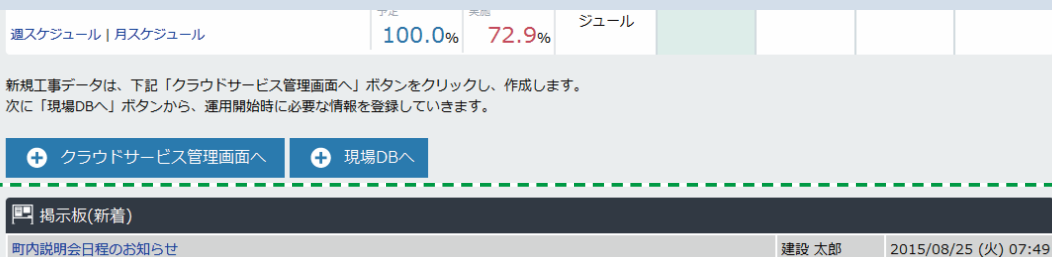 予定 実施
ジュール
週スケジュール | 月スケジュール 100.0% 72.9%
新規工事データは、下記「クラウドサービス管理画面へ」ボタンをクリックし、作成します。
次に「現場DBへ」ボタンから、運用開始時に必要な情報を登録していきます。
クラウドサービス管理画面へ 現場DBへ
掲示板(新着)
町内説明会日程のお知らせ 建設 太郎 2015/08/25 (火) 07:49